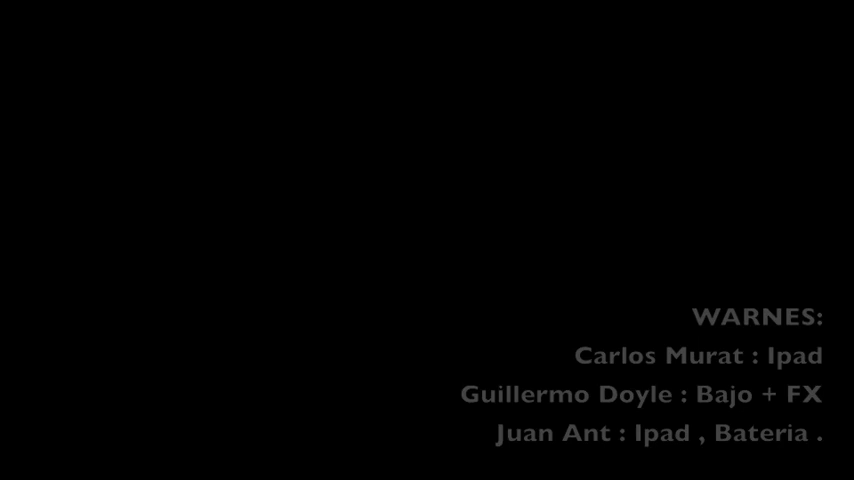 WARNES:
Carlos Murat : Ipad
Guillermo Doyle : Bajo + FX
Juan Ant : Ipad , Bateria .